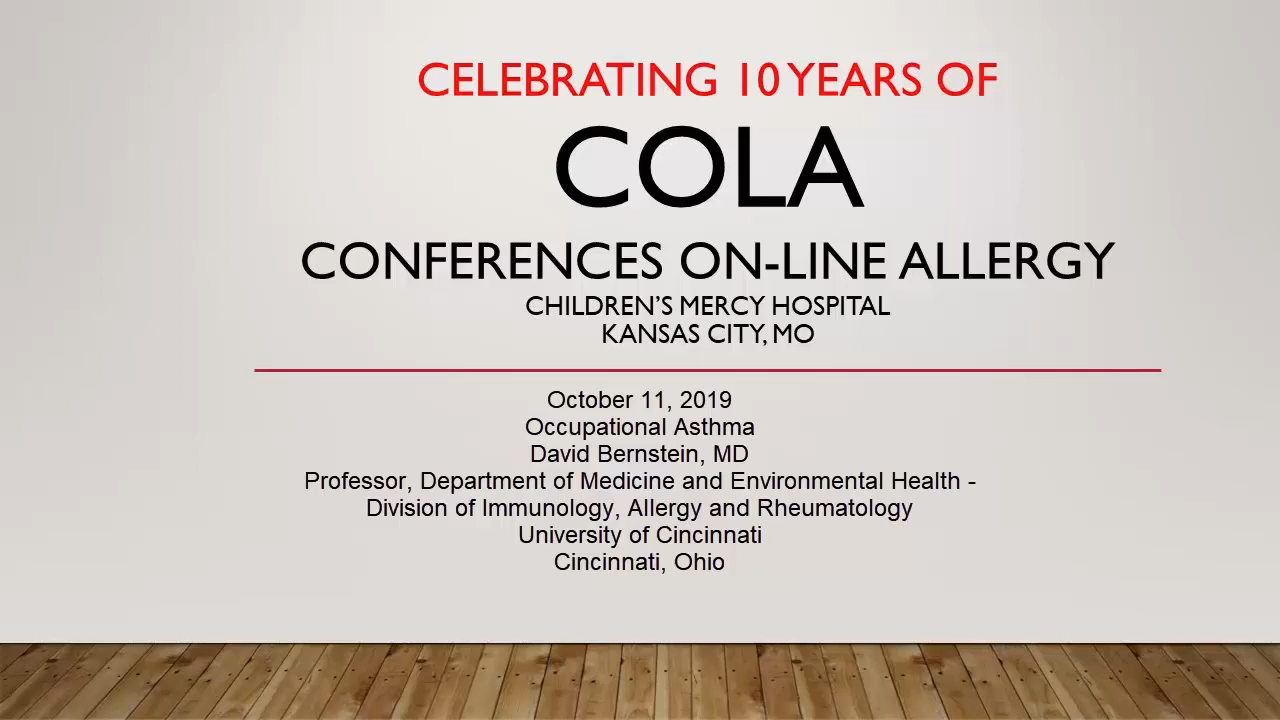 CELEBRATING 10 YEARS OF
COLA
CONFERENCES ON-LINE ALLERGY
CHILDREN’S MERCY HOSPITAL
KANSAS CITY, MO
October 11, 2019
Occupational Asthma
David Bernstein, MD
Professor, Department of Medicine and Environmental Health -
Division of Immunology, Allergy and Rheumatology
University of Cincinnati
Cincinnati, Ohio